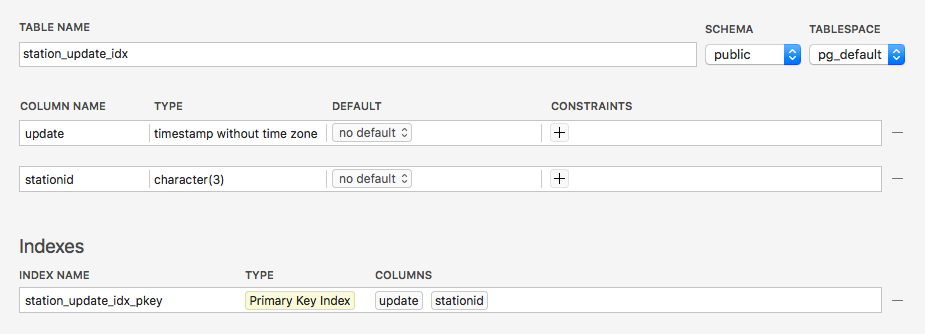 TABLE NAME SCHEMA TABLESPACE
station_update_idx public pg_default
COLUMN NAME TYPE DEFAULT CONSTRAINTS
update timestamp without time zone no default +
stationid character(3) no default +
Indexes
INDEX NAME TYPE COLUMNS
station_update_idx_pkey Primary Key Index update stationid